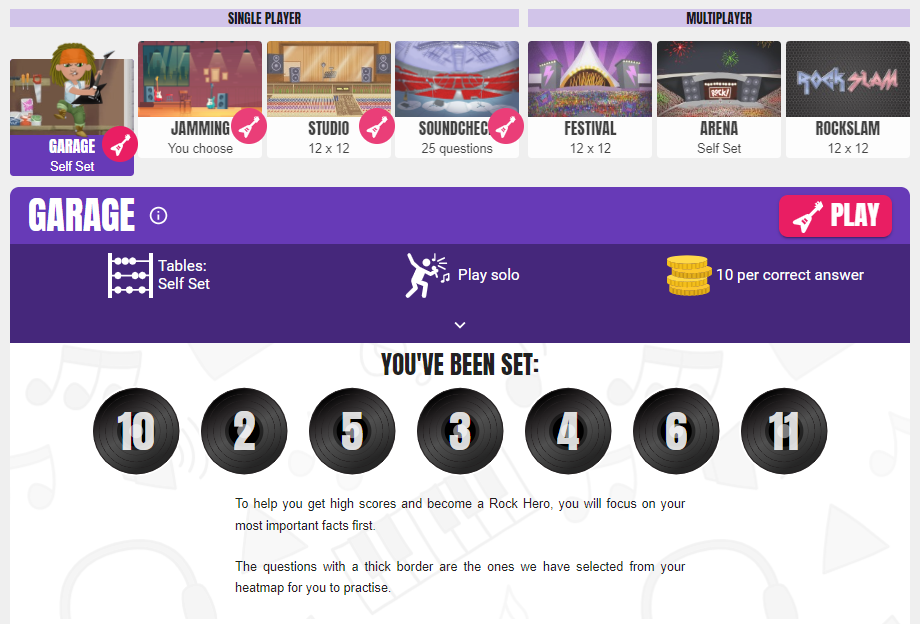 SINGLE PLAYER
MULTIPLAYER
GARAGE
Self Set
JAMMING
You choose
STUDIO
12 x 12
SOUNDCHEC
25 questions
FESTIVAL
12 x 12
ROCK!
ARENA
Self Set
ROCK SLAM
ROCKSLAM
12 x 12
GARAGE
PLAY
Tables:
Self Set
Play solo
10 per correct answer
YOU'VE BEEN SET:
10 2 5 3 4 6 11
To help you get high scores and become a Rock Hero, you will focus on your
most important facts first.
The questions with a thick border are the ones we have selected from your
heatmap for you to practise.